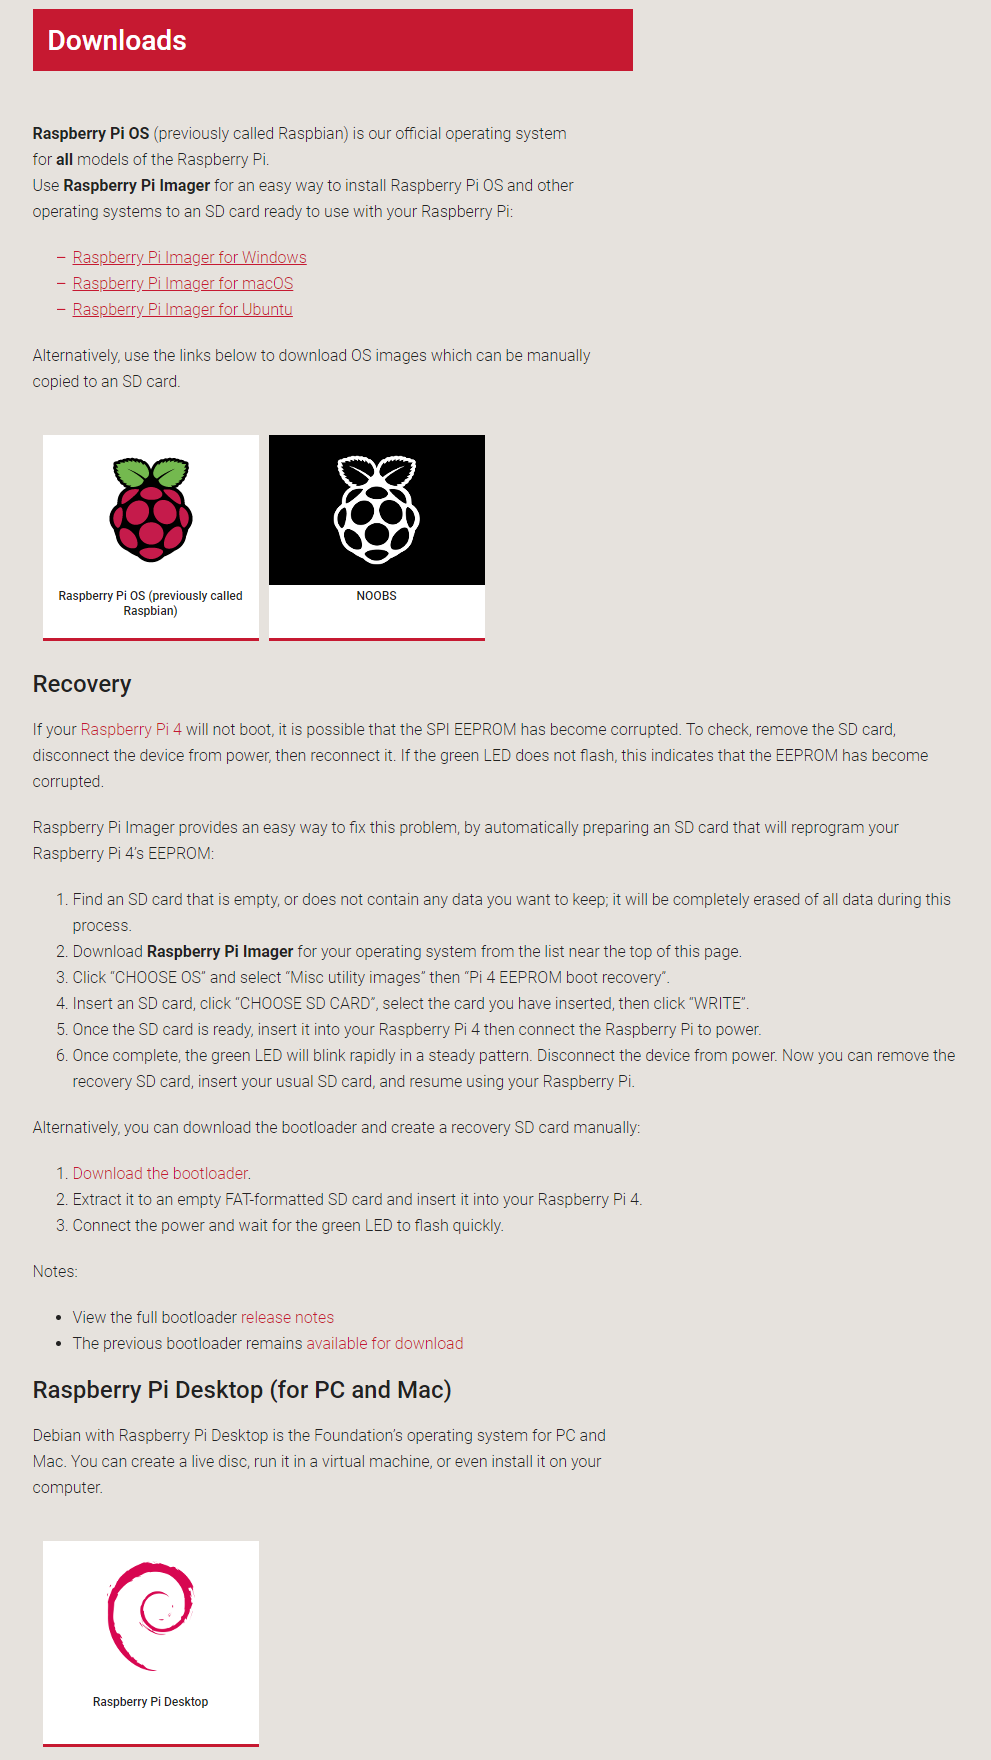 Downloads
Raspberry Pi OS (previously called Raspbian) is our official operating system
for all models of the Raspberry Pi.
Use Raspberry Pi Imager for an easy way to install Raspberry Pi OS and other
operating systems to an SD card ready to use with your Raspberry Pi:
– Raspberry Pi Imager for Windows
– Raspberry Pi Imager for macOS
– Raspberry Pi Imager for Ubuntu
Alternatively, use the links below to download OS images which can be manually
copied to an SD card.
Raspberry Pi OS (previously called
Raspbian)
NOOBS
Recovery
If your Raspberry Pi 4 will not boot, it is possible that the SPI EEPROM has become corrupted. To check, remove the SD card,
disconnect the device from power, then reconnect it. If the green LED does not flash, this indicates that the EEPROM has become
corrupted.
Raspberry Pi Imager provides an easy way to fix this problem, by automatically preparing an SD card that will reprogram your
Raspberry Pi 4’s EEPROM:
1. Find an SD card that is empty, or does not contain any data you want to keep; it will be completely erased of all data during this
process.
2. Download Raspberry Pi Imager for your operating system from the list near the top of this page.
3. Click “CHOOSE OS” and select “Misc utility images” then “Pi 4 EEPROM boot recovery”.
4. Insert an SD card, click “CHOOSE SD CARD”, select the card you have inserted, then click “WRITE”.
5. Once the SD card is ready, insert it into your Raspberry Pi 4 then connect the Raspberry Pi to power.
6. Once complete, the green LED will blink rapidly in a steady pattern. Disconnect the device from power. Now you can remove the
recovery SD card, insert your usual SD card, and resume using your Raspberry Pi.
Alternatively, you can download the bootloader and create a recovery SD card manually:
1. Download the bootloader.
2. Extract it to an empty FAT-formatted SD card and insert it into your Raspberry Pi 4.
3. Connect the power and wait for the green LED to flash quickly.
Notes:
• View the full bootloader release notes
• The previous bootloader remains available for download
Raspberry Pi Desktop (for PC and Mac)
Debian with Raspberry Pi Desktop is the Foundation’s operating system for PC and
Mac. You can create a live disc, run it in a virtual machine, or even install it on your
computer.
Raspberry Pi Desktop